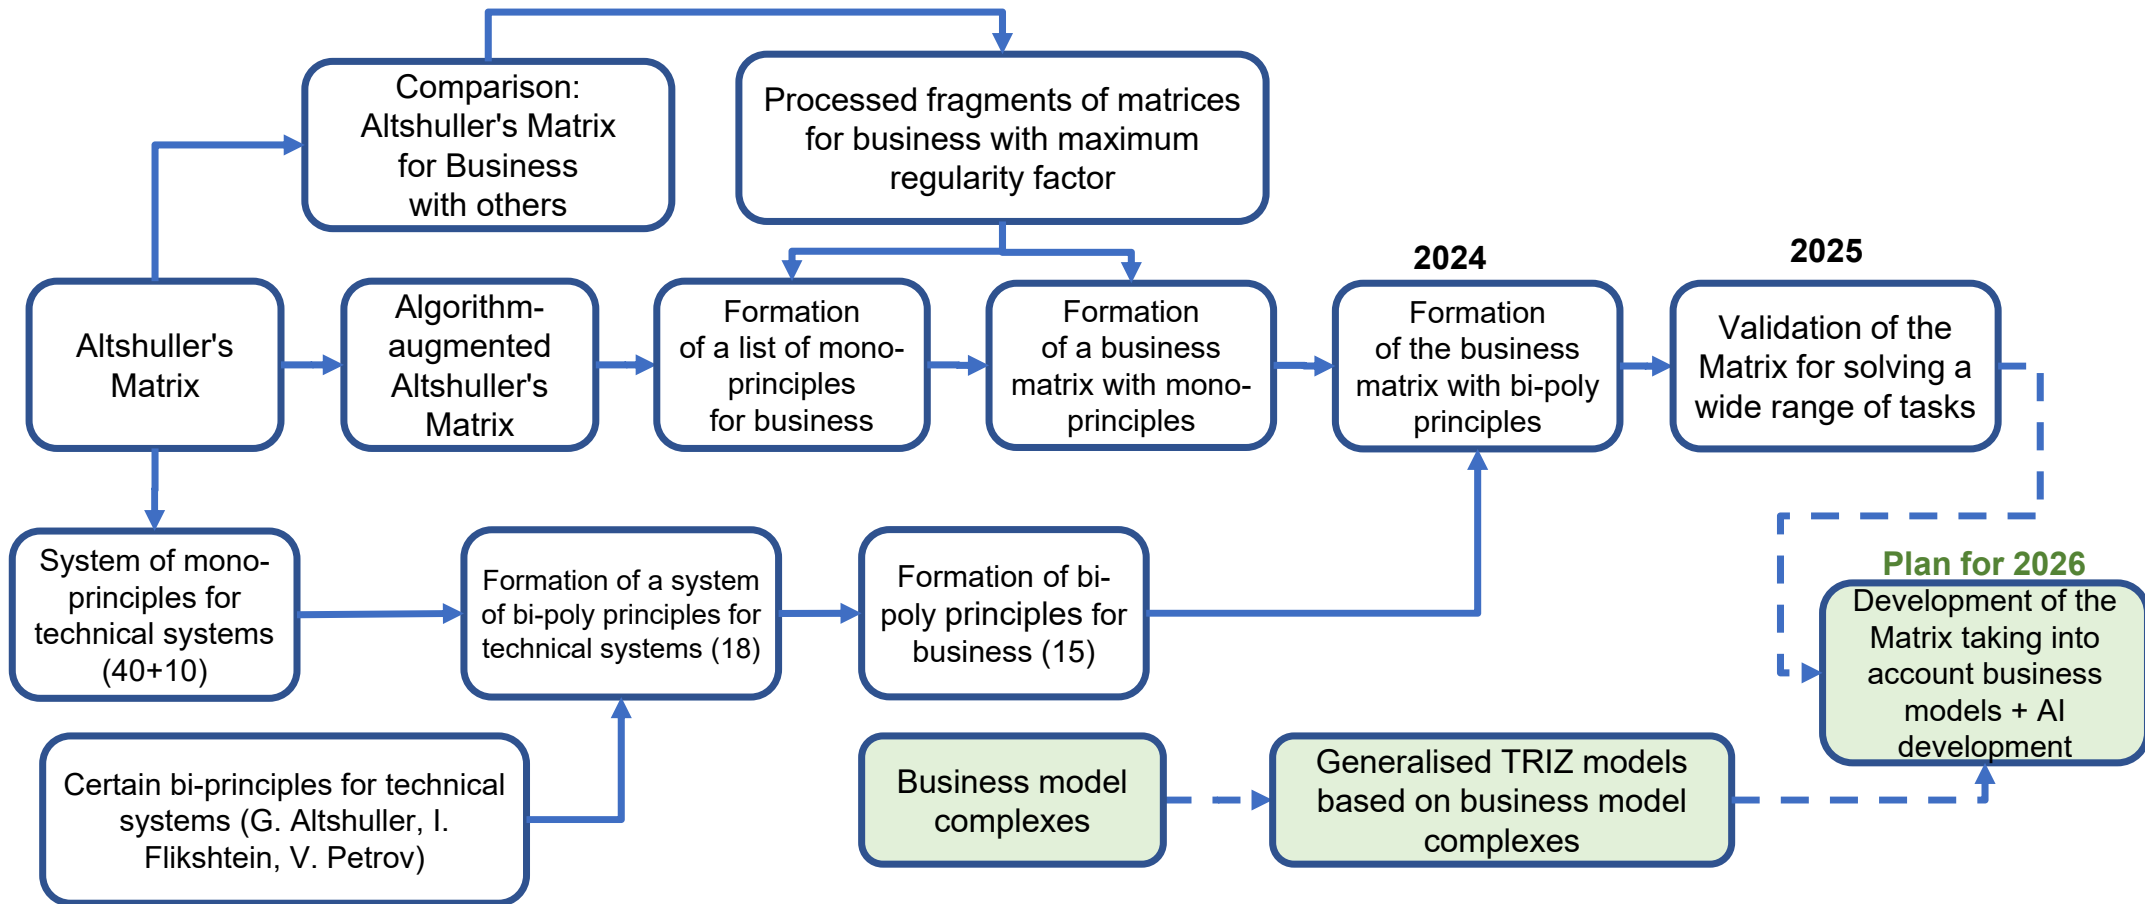 Comparison:
Altshuller's Matrix
for Business
with others
Processed fragments of matrices
for business with maximum
regularity factor
Altshuller's
Matrix
Algorithm-
augmented
Altshuller's
Matrix
Formation
of a list of mono-
principles
for business
Formation
of a business
matrix with mono-
principles
2024
Formation
of the business
matrix with bi-poly
principles
2025
Validation of the
Matrix for solving a
wide range of tasks
System of mono-
principles for
technical systems
(40+10)
Formation of a system
of bi-poly principles for
technical systems (18)
Formation of bi-
poly principles for
business (15)
Plan for 2026
Development of the
Matrix taking into
account business
models + AI
development
Certain bi-principles for technical
systems (G. Altshuller, I.
Flikshtein, V. Petrov)
Business model
complexes
Generalised TRIZ models
based on business model
complexes